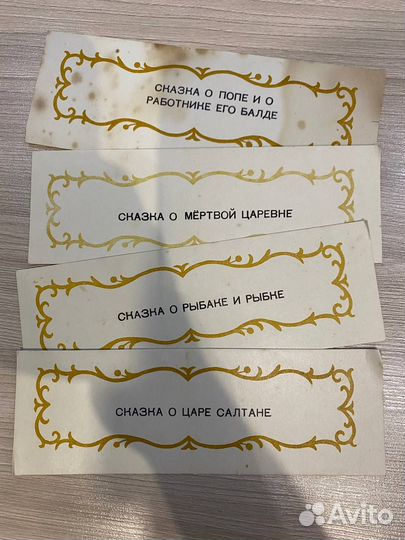 СКАЗКА О ПОПЕ И О
РАБОТНИКЕ ЕГО БАЛДЕ
СКАЗКА О МЁРТВОЙ ЦАРЕВНЕ
СКАЗКА О РЫБАКЕ И РЫБКЕ
СКАЗКА О ЦАРЕ САЛТАНЕ
Avito